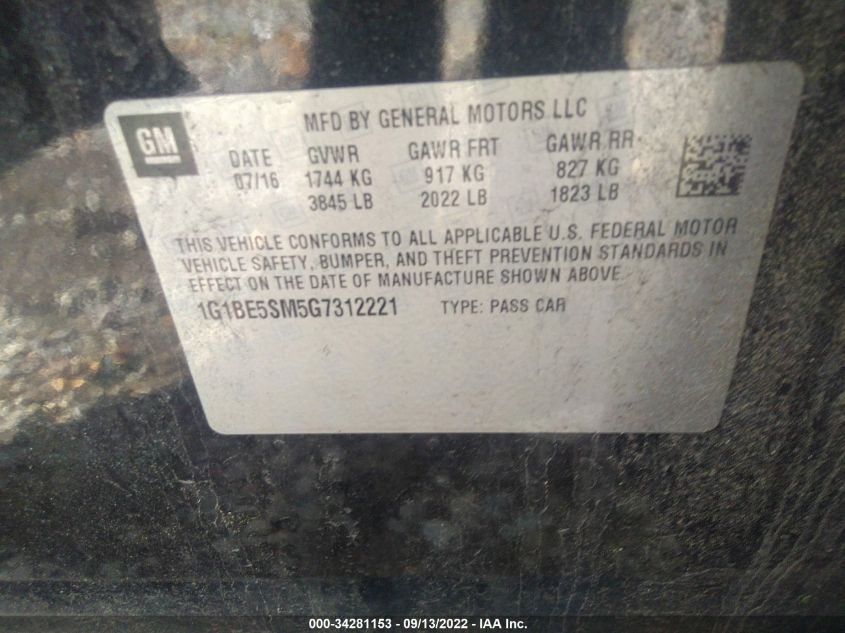 GM
MFD BY GENERAL MOTORS LLC
DATE GVWR GAWR FRT GAWR RR
07/16 1744 KG 917 KG 827 KG
3845 LB 2022 LB 1823 LB
THIS VEHICLE CONFORMS TO ALL APPLICABLE U.S. FEDERAL MOTOR
VEHICLE SAFETY, BUMPER, AND THEFT PREVENTION STANDARDS IN
EFFECT ON THE DATE OF MANUFACTURE SHOWN ABOVE.
1G1BE5SM5G7312221 TYPE: PASS CAR
000-34281153 - 09/13/2022 - IAA Inc.